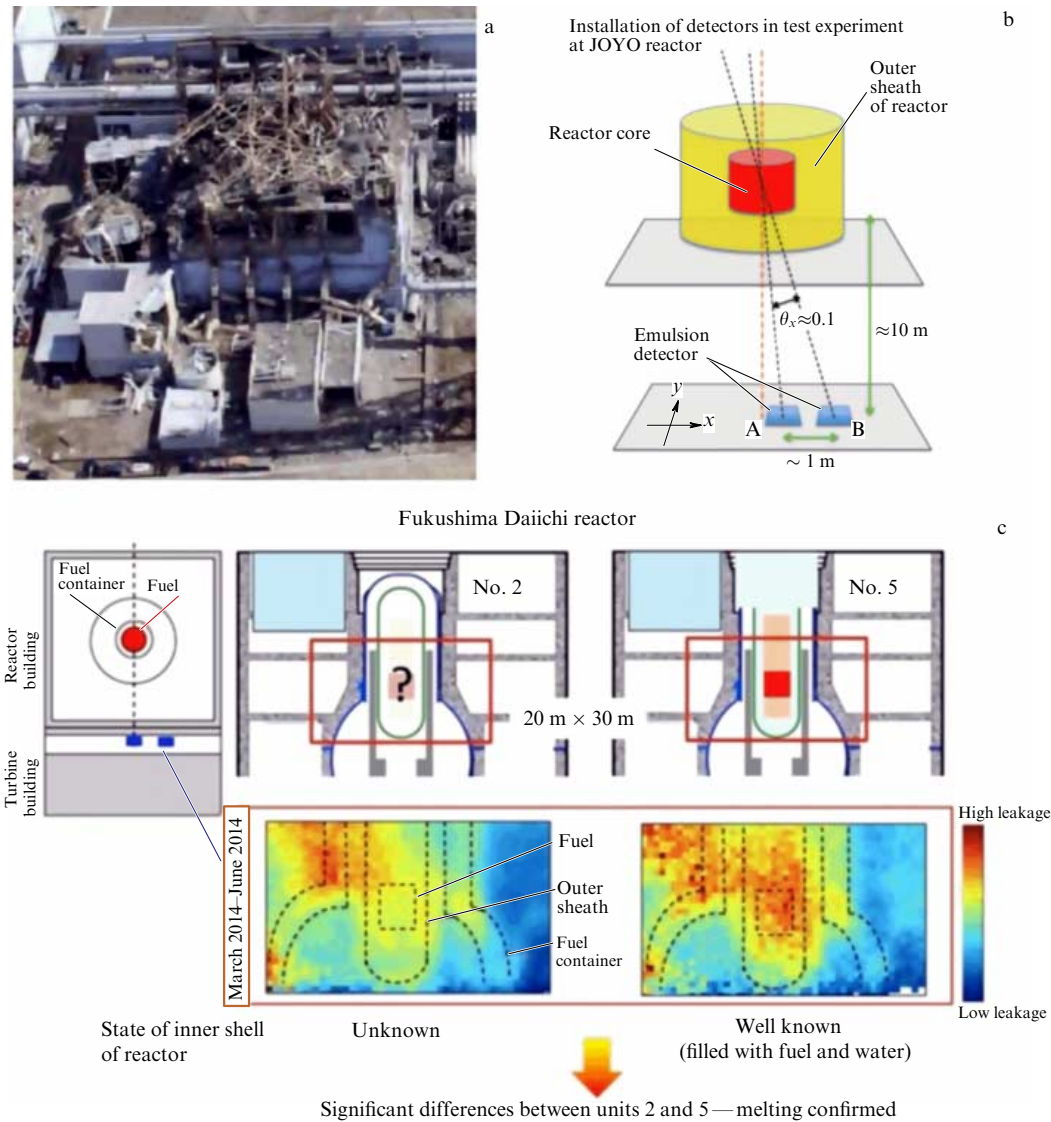 a
b
Installation of detectors in test experiment
at JOYO reactor
Outer
sheath
of reactor
Reactor core
θx≈0.1
≈10 m
Emulsion
detector
y
x
A
B
~ 1 m
c
Fukushima Daiichi reactor
Fuel
container
Fuel
Reactor
building
Turbine
building
No. 2
?
No. 5
20 m × 30 m
March 2014–June 2014
Fuel
Outer
sheath
Fuel
container
High leakage
Low leakage
State of inner shell
of reactor
Unknown
Well known
(filled with fuel and water)
Significant differences between units 2 and 5—melting confirmed